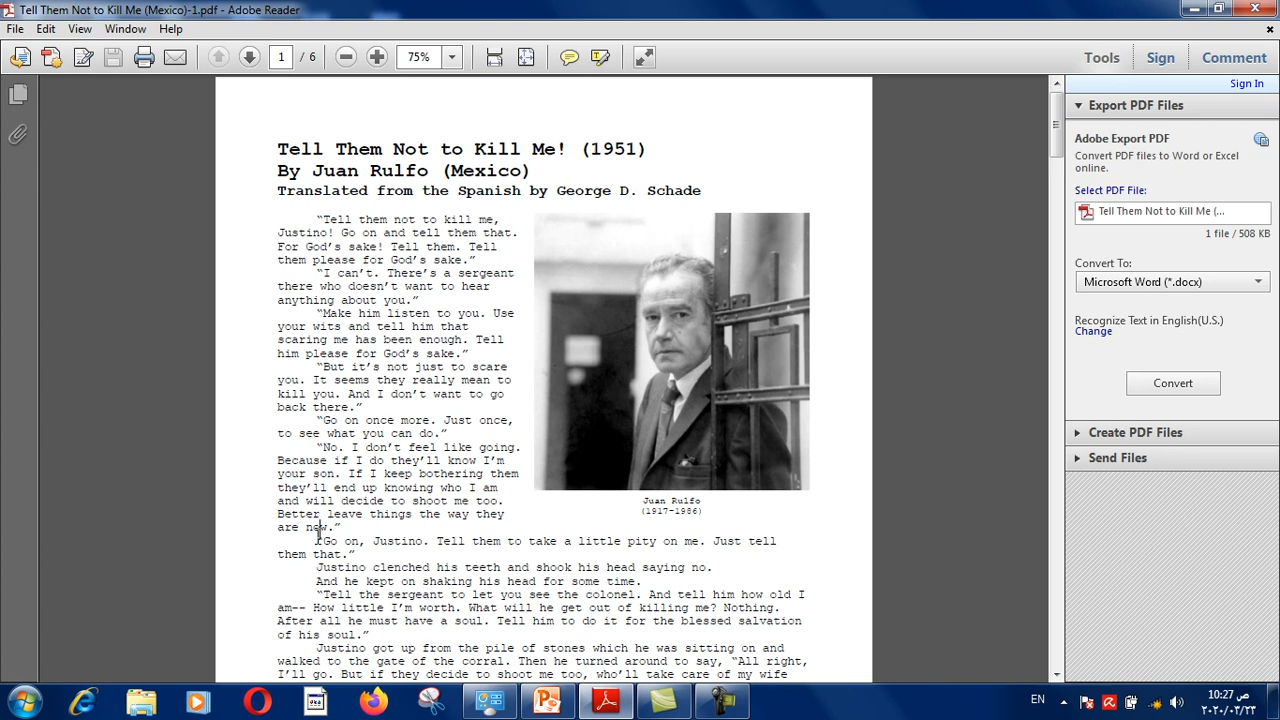 Tell Them Not to Kill Me (Mexico)-1.pdf - Adobe Reader
File Edit View Window Help
1 / 6 75% Tools Sign Comment
Sign In
Export PDF Files
Adobe Export PDF
Convert PDF files to Word or Excel
online.
Select PDF File:
Tell Them Not to Kill Me (...
1 file / 508 KB
Convert To:
Microsoft Word (*.docx)
Recognize Text in English(U.S.)
Change
Convert
Create PDF Files
Send Files
Tell Them Not to Kill Me! (1951)
By Juan Rulfo (Mexico)
Translated from the Spanish by George D. Schade
“Tell them not to kill me,
Justino! Go on and tell them that.
For God’s sake! Tell them. Tell
them please for God’s sake.”
“I can’t. There’s a sergeant
there who doesn’t want to hear
anything about you.”
“Make him listen to you. Use
your wits and tell him that
scaring me has been enough. Tell
him please for God’s sake.”
“But it’s not just to scare
you. It seems they really mean to
kill you. And I don’t want to go
back there.”
“Go on once more. Just once,
to see what you can do.”
“No. I don’t feel like going.
Because if I do they’ll know I’m
your son. If I keep bothering them
they’ll end up knowing who I am
and will decide to shoot me too.
Better leave things the way they
are now.”
Juan Rulfo
(1917-1986)
“Go on, Justino. Tell them to take a little pity on me. Just tell
them that.”
Justino clenched his teeth and shook his head saying no.
And he kept on shaking his head for some time.
“Tell the sergeant to let you see the colonel. And tell him how old I
am-- How little I’m worth. What will he get out of killing me? Nothing.
After all he must have a soul. Tell him to do it for the blessed salvation
of his soul.”
Justino got up from the pile of stones which he was sitting on and
walked to the gate of the corral. Then he turned around to say, “All right,
I’ll go. But if they decide to shoot me too, who’ll take care of my wife
EN
10:27 ص
٢٠٢٠/٠٣/٢٣